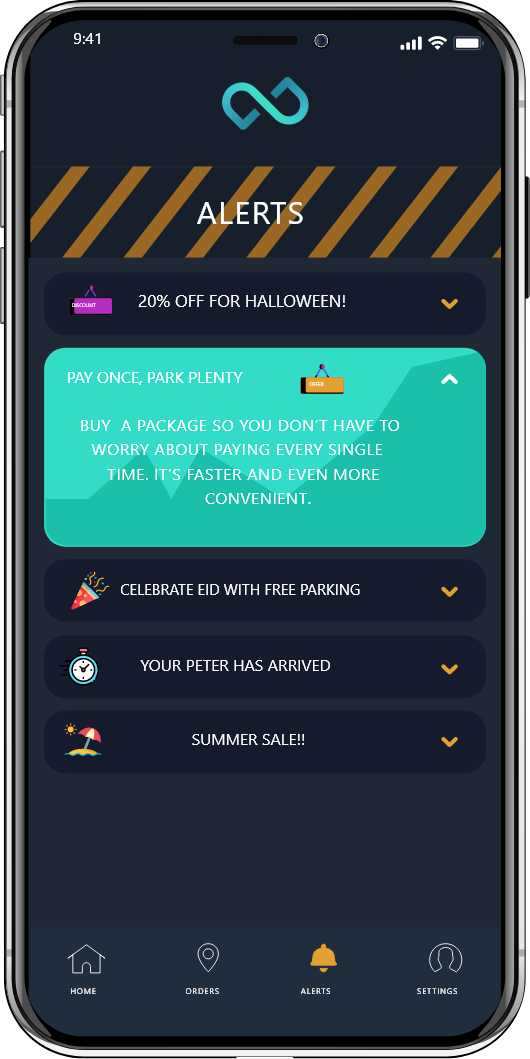 9:41
ALERTS
DISCOUNT
20% OFF FOR HALLOWEEN!
PAY ONCE, PARK PLENTY
OFFER
BUY A PACKAGE SO YOU DON'T HAVE TO
WORRY ABOUT PAYING EVERY SINGLE
TIME. IT'S FASTER AND EVEN MORE
CONVENIENT.
CELEBRATE EID WITH FREE PARKING
YOUR PETER HAS ARRIVED
SUMMER SALE!!
HOME
ORDERS
ALERTS
SETTINGS